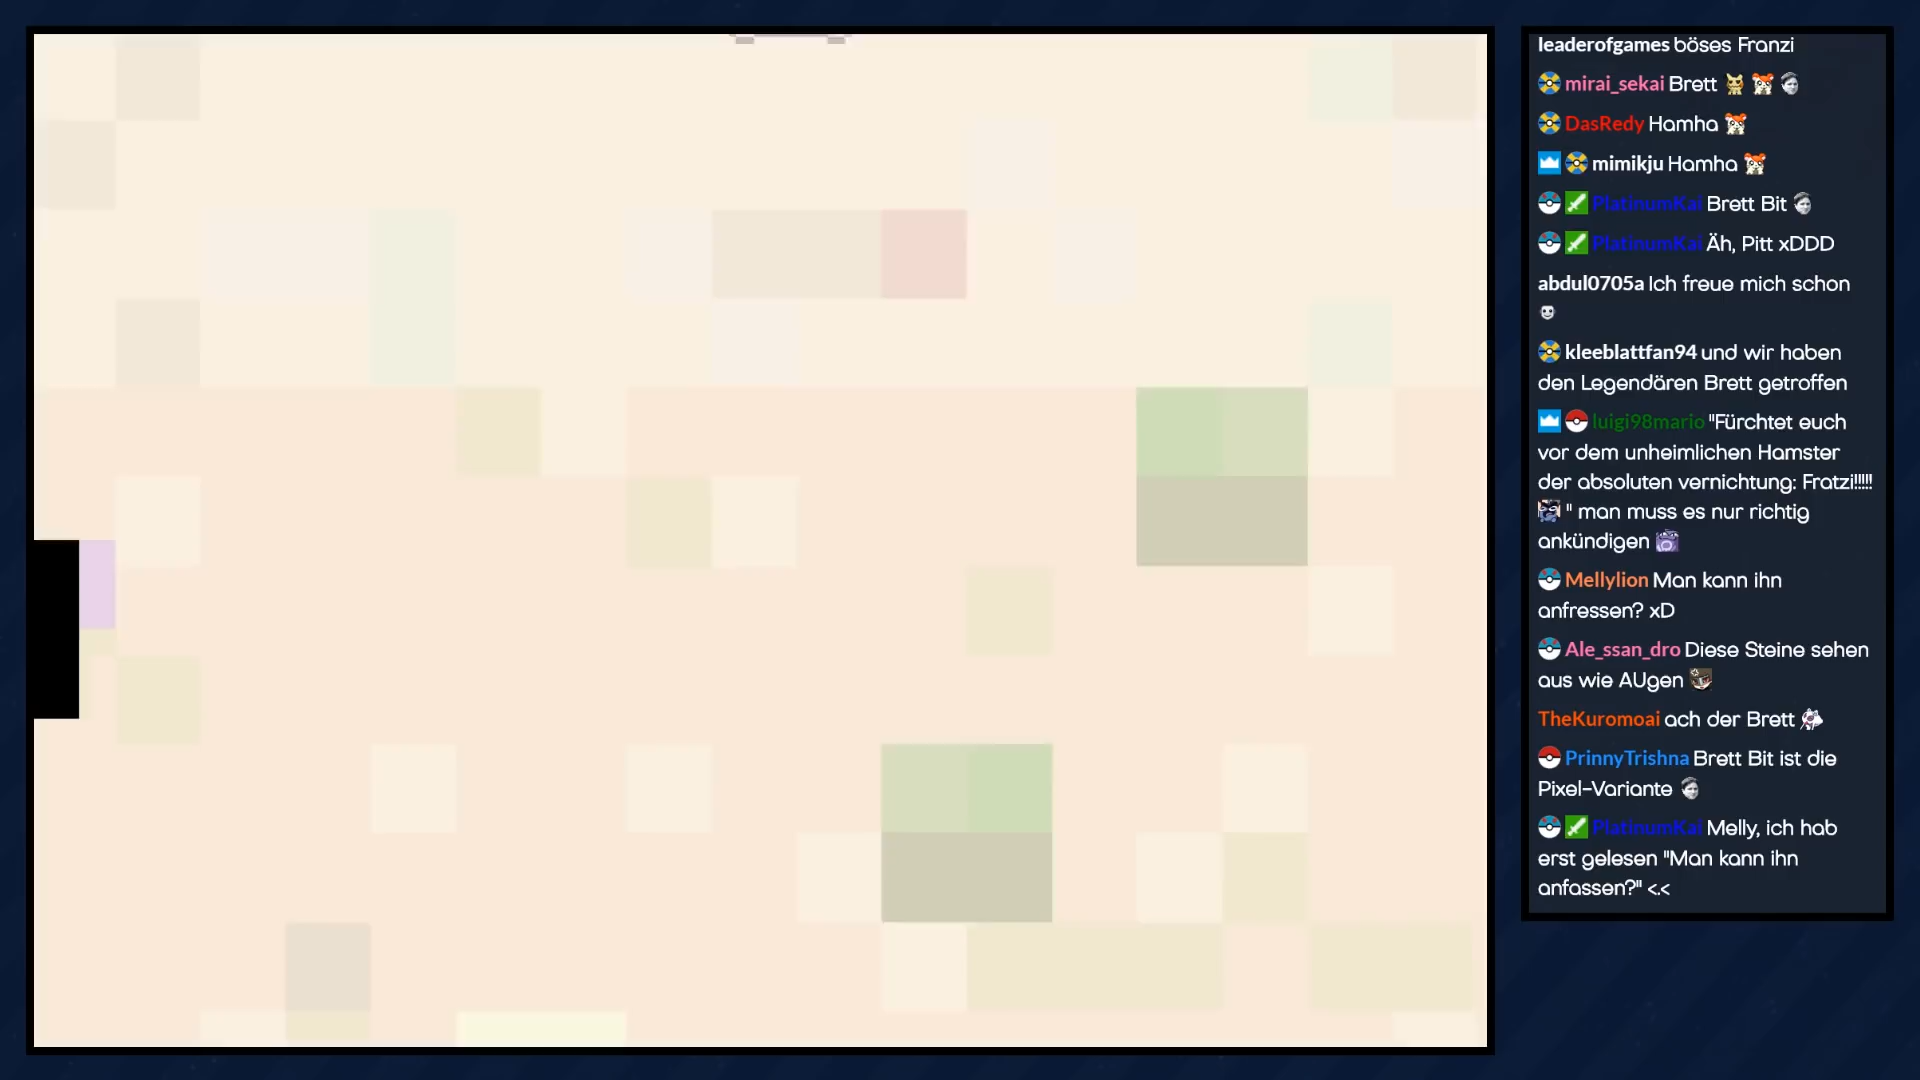 leaderofgames böses Franzi
mirai_sekai Brett
DasRedy Hamha
mimikju Hamha
PlatinumKai Brett Bit
PlatinumKai Äh, Pitt xDDD
abdul0705a Ich freue mich schon
kleeblattfan94 und wir haben
den Legendären Brett getroffen
luigi98mario "Fürchtet euch
vor dem unheimlichen Hamster
der absoluten vernichtung: Fratzi!!!!!
" man muss es nur richtig
ankündigen
Mellylion Man kann ihn
anfressen? xD
Ale_ssan_dro Diese Steine sehen
aus wie AUgen
TheKuromoai ach der Brett
PrinnyTrishna Brett Bit ist die
Pixel-Variante
PlatinumKai Melly, ich hab
erst gelesen "Man kann ihn
anfassen?" <.<